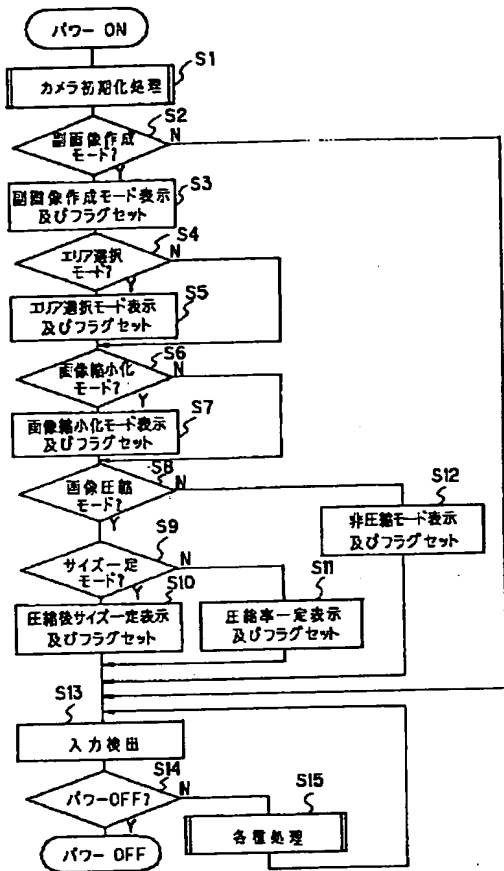 パワー ON
カメラ初期化処理
S1
S2
副画像作成
モード?
N
Y
S3
副画像作成モード表示
及びフラグセット
S4
エリア選択
モード?
N
Y
エリア選択モード表示
及びフラグセット
S5
S6
画像縮小化
モード?
N
Y
S7
画像縮小化モード表示
及びフラグセット
S8
画像圧縮
モード?
N
Y
S12
非圧縮モード表示
及びフラグセット
S9
サイズ一定
モード?
N
Y
S10
圧縮後サイズ一定表示
及びフラグセット
S11
圧縮率一定表示
及びフラグセット
S13
入力検出
S14
パワーOFF?
N
Y
S15
各種処理
パワー OFF